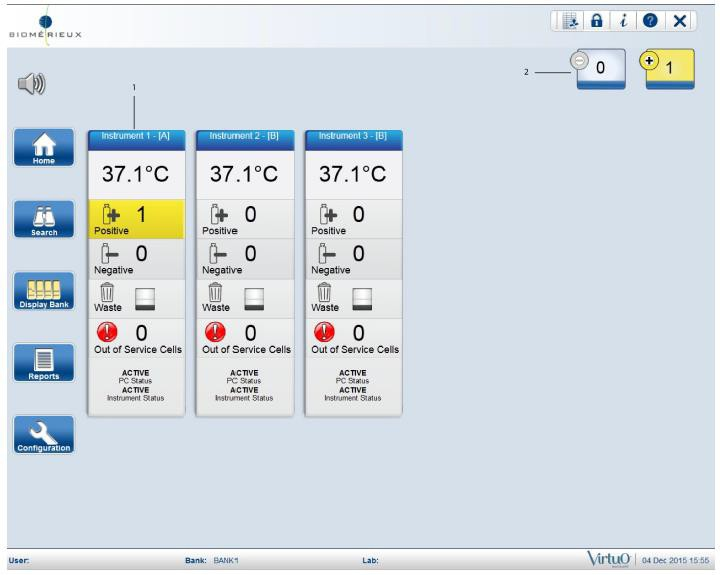 BIOMÉRIEUX
i ?
2 0 1
1
Instrument 1 - [A] Instrument 2 - [B] Instrument 3 - [B]
37.1°C 37.1°C 37.1°C
Home
1 0 0
Positive Positive Positive
Search
0 0 0
Negative Negative Negative
Display Bank
Waste Waste Waste
0 0 0
Out of Service Cells Out of Service Cells Out of Service Cells
Reports
ACTIVE ACTIVE ACTIVE
PC Status PC Status PC Status
ACTIVE ACTIVE ACTIVE
Instrument Status Instrument Status Instrument Status
Configuration
User: Bank: BANK1 Lab: VirtuO 04 Dec 2015 15:55